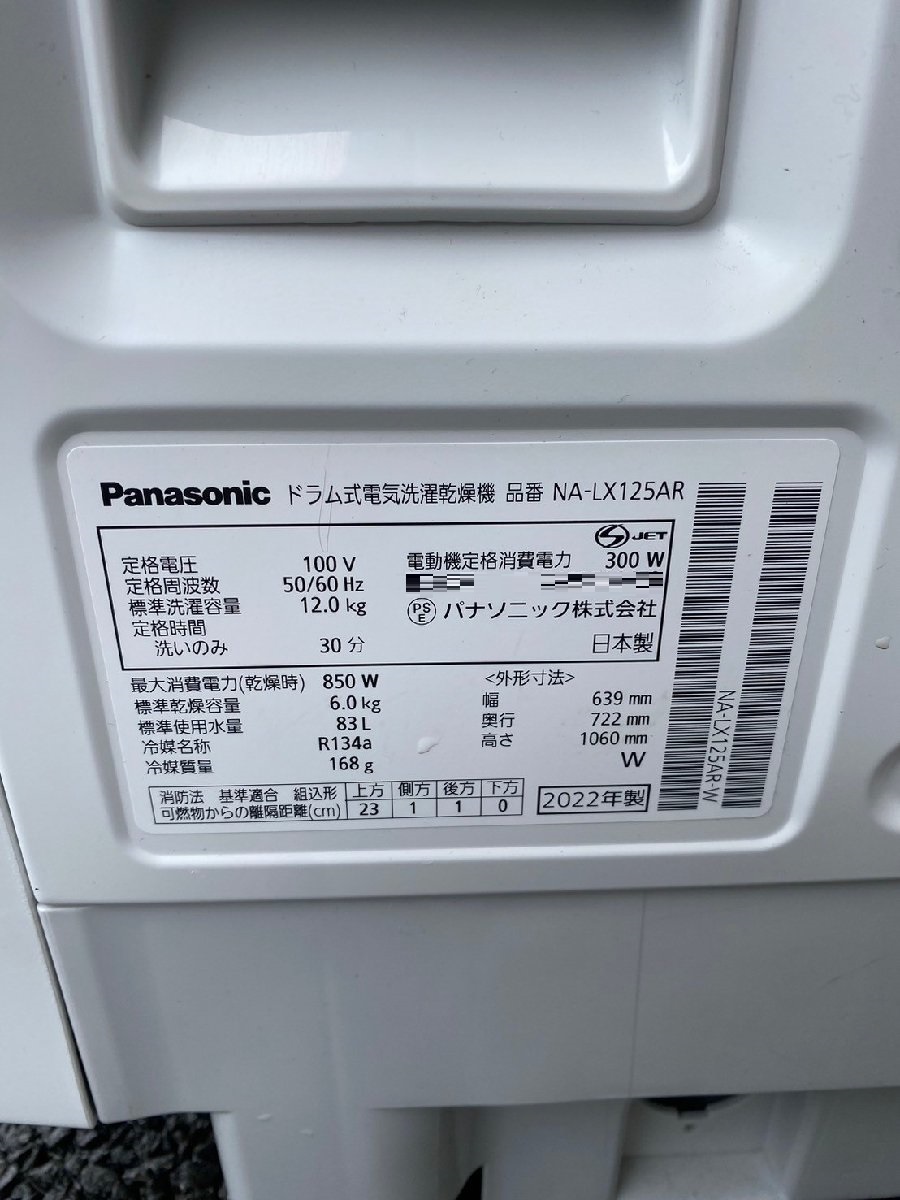 Panasonic ドラム式電気洗濯乾燥機 品番 NA-LX125AR
JET
定格電圧 100 V
定格周波数 50/60 Hz
標準洗濯容量 12.0 kg
定格時間
洗いのみ 30 分
電動機定格消費電力 300 W
PSE パナソニック株式会社
日本製
最大消費電力(乾燥時) 850 W
標準乾燥容量 6.0 kg
標準使用水量 83 L
冷媒名称 R134a
冷媒質量 168 g
<外形寸法>
幅 639 mm
奥行 722 mm
高さ 1060 mm
W
消防法 基準適合 組込形 上方 側方 後方 下方
可燃物からの離隔距離(cm) 23 1 1 0
2022年製
NA-LX125AR-W